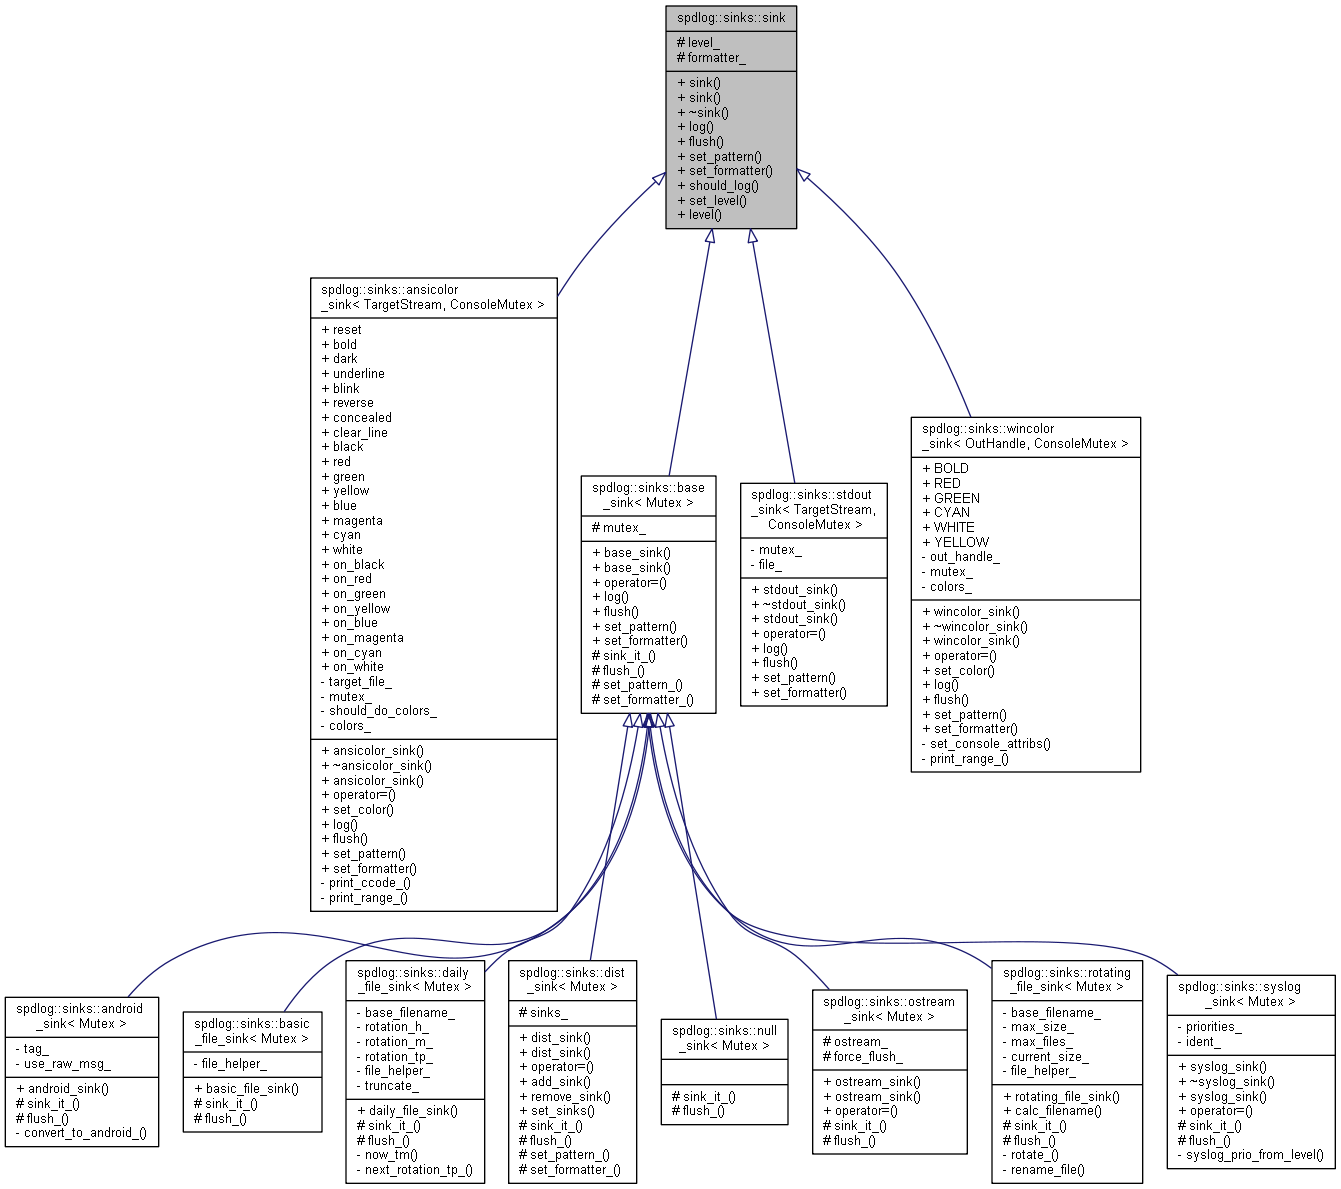 spdlog::sinks::sink
# level_
# formatter_
+ sink()
+ sink()
+ ~sink()
+ log()
+ flush()
+ set_pattern()
+ set_formatter()
+ should_log()
+ set_level()
+ level()
spdlog::sinks::ansicolor
_sink< TargetStream, ConsoleMutex >
+ reset
+ bold
+ dark
+ underline
+ blink
+ reverse
+ concealed
+ clear_line
+ black
+ red
+ green
+ yellow
+ blue
+ magenta
+ cyan
+ white
+ on_black
+ on_red
+ on_green
+ on_yellow
+ on_blue
+ on_magenta
+ on_cyan
+ on_white
- target_file_
- mutex_
- should_do_colors_
- colors_
+ ansicolor_sink()
+ ~ansicolor_sink()
+ ansicolor_sink()
+ operator=()
+ set_color()
+ log()
+ flush()
+ set_pattern()
+ set_formatter()
- print_ccode_()
- print_range_()
spdlog::sinks::base
_sink< Mutex >
# mutex_
+ base_sink()
+ base_sink()
+ operator=()
+ log()
+ flush()
+ set_pattern()
+ set_formatter()
# sink_it_()
# flush_()
# set_pattern_()
# set_formatter_()
spdlog::sinks::stdout
_sink< TargetStream,
ConsoleMutex >
- mutex_
- file_
+ stdout_sink()
+ ~stdout_sink()
+ stdout_sink()
+ operator=()
+ log()
+ flush()
+ set_pattern()
+ set_formatter()
spdlog::sinks::wincolor
_sink< OutHandle, ConsoleMutex >
+ BOLD
+ RED
+ GREEN
+ CYAN
+ WHITE
+ YELLOW
- out_handle_
- mutex_
- colors_
+ wincolor_sink()
+ ~wincolor_sink()
+ wincolor_sink()
+ operator=()
+ set_color()
+ log()
+ flush()
+ set_pattern()
+ set_formatter()
- set_console_attribs()
- print_range_()
spdlog::sinks::android
_sink< Mutex >
- tag_
- use_raw_msg_
+ android_sink()
# sink_it_()
# flush_()
- convert_to_android_()
spdlog::sinks::basic
_file_sink< Mutex >
- file_helper_
+ basic_file_sink()
# sink_it_()
# flush_()
spdlog::sinks::daily
_file_sink< Mutex >
- base_filename_
- rotation_h_
- rotation_m_
- rotation_tp_
- file_helper_
- truncate_
+ daily_file_sink()
# sink_it_()
# flush_()
- now_tm()
- next_rotation_tp_()
spdlog::sinks::dist
_sink< Mutex >
# sinks_
+ dist_sink()
+ dist_sink()
+ operator=()
+ add_sink()
+ remove_sink()
+ set_sinks()
# sink_it_()
# flush_()
# set_pattern_()
# set_formatter_()
spdlog::sinks::null
_sink< Mutex >
# sink_it_()
# flush_()
spdlog::sinks::ostream
_sink< Mutex >
# ostream_
# force_flush_
+ ostream_sink()
+ ostream_sink()
+ operator=()
# sink_it_()
# flush_()
spdlog::sinks::rotating
_file_sink< Mutex >
- base_filename_
- max_size_
- max_files_
- current_size_
- file_helper_
+ rotating_file_sink()
+ calc_filename()
# sink_it_()
# flush_()
- rotate_()
- rename_file()
spdlog::sinks::syslog
_sink< Mutex >
- priorities_
- ident_
+ syslog_sink()
+ ~syslog_sink()
+ syslog_sink()
+ operator=()
# sink_it_()
# flush_()
- syslog_prio_from_level()